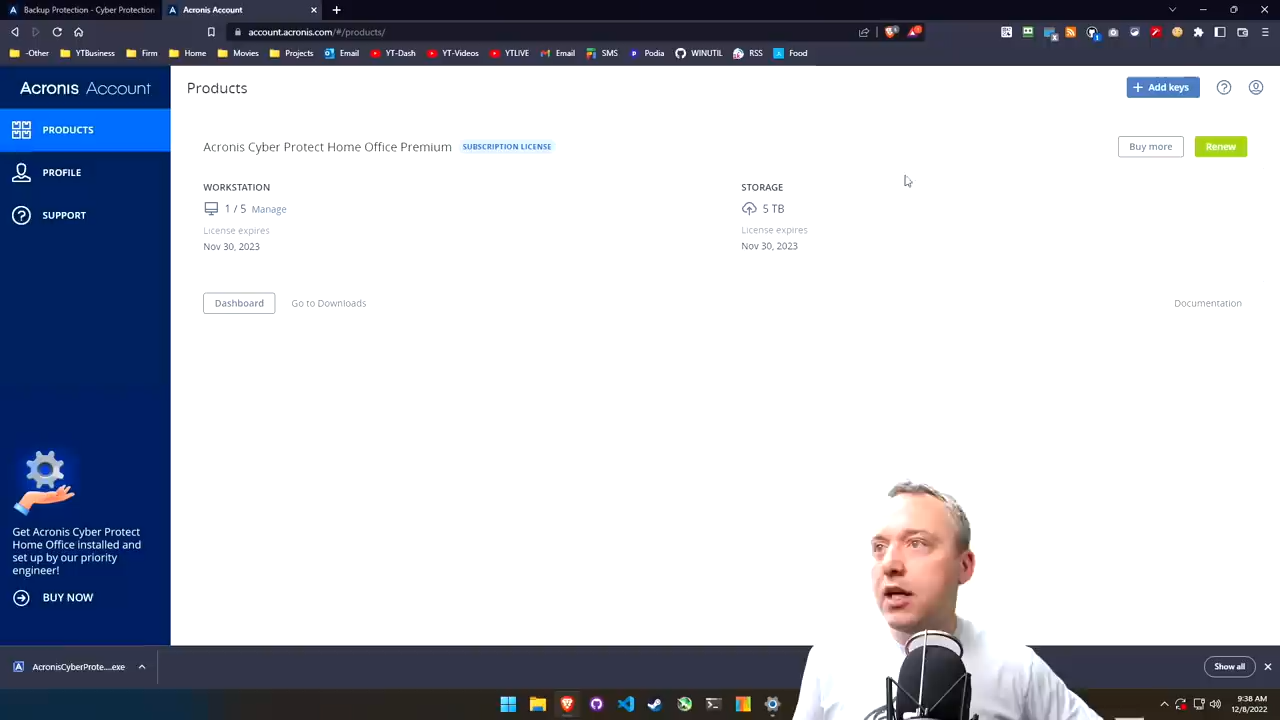 Backup Protection - Cyber Protection
Acronis Account
account.acronis.com/#/products/
-Other
YTBusiness
Firm
Home
Movies
Projects
Email
YT-Dash
YT-Videos
YTLIVE
Email
SMS
Podia
WINUTIL
RSS
Food
Acronis Account
Products
Add keys
PRODUCTS
PROFILE
SUPPORT
Acronis Cyber Protect Home Office Premium
SUBSCRIPTION LICENSE
Buy more
Renew
WORKSTATION
1 / 5 Manage
License expires
Nov 30, 2023
STORAGE
5 TB
License expires
Nov 30, 2023
Dashboard
Go to Downloads
Documentation
Get Acronis Cyber Protect
Home Office installed and
set up by our priority
engineer!
BUY NOW
AcronisCyberProte....exe
Show all
9:38 AM
12/8/2022